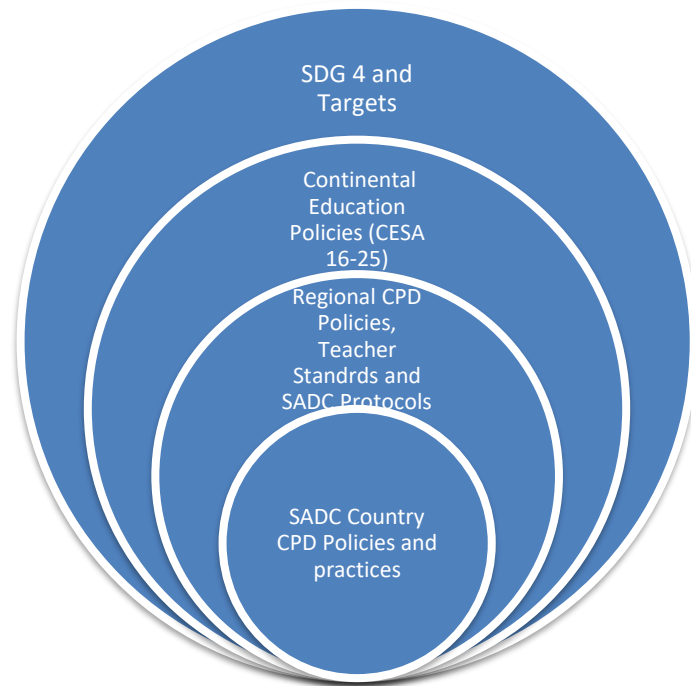 SDG 4 and
Targets
Continental
Education
Policies (CESA
16-25)
Regional CPD
Policies,
Teacher
Standrds and
SADC Protocols
SADC Country
CPD Policies and
practices